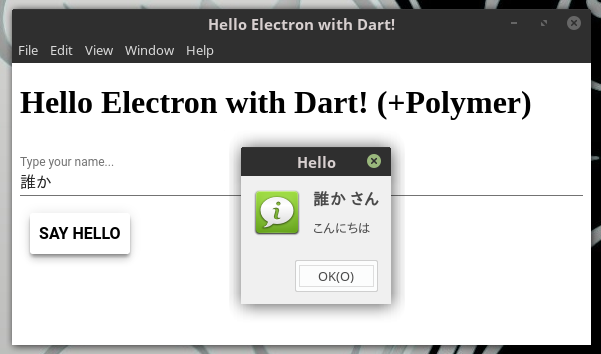 Hello Electron with Dart!
File Edit View Window Help
Hello Electron with Dart! (+Polymer)
Type your name...
誰か
SAY HELLO
Hello
誰か さん
こんにちは
OK(O)